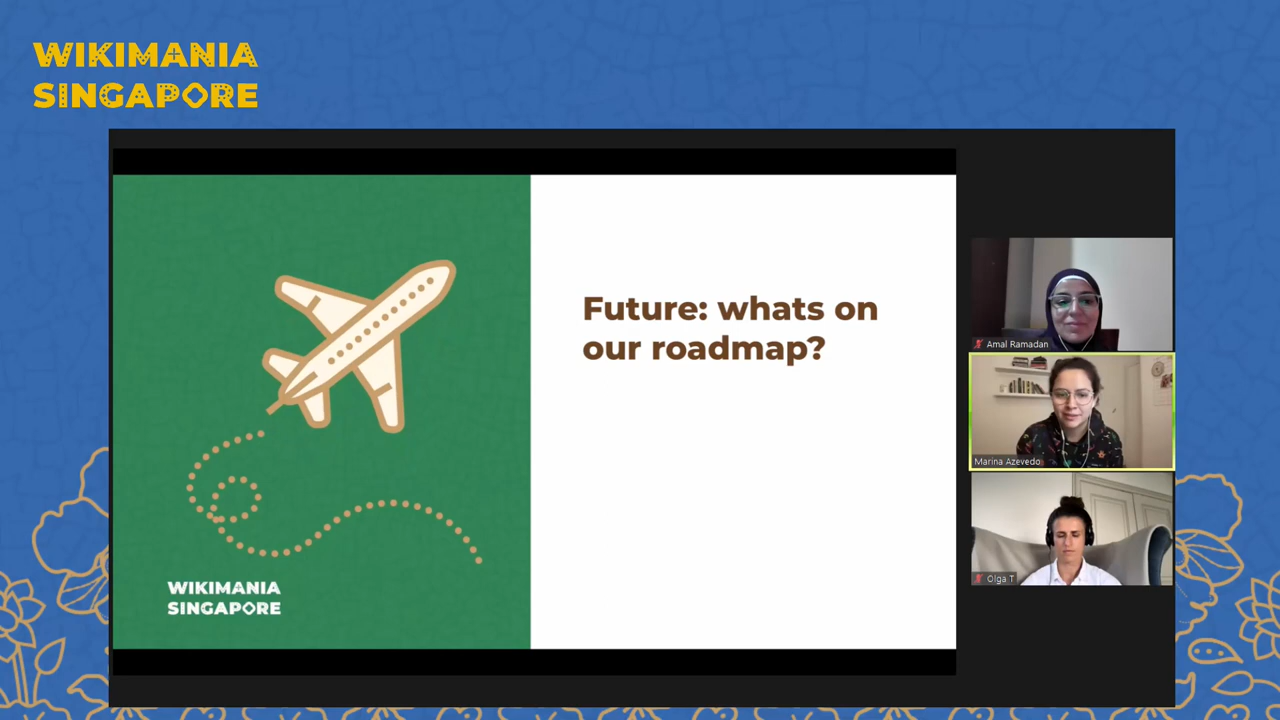 WIKIMANIA
SINGAPORE
Future: whats on
our roadmap?
WIKIMANIA
SINGAPORE
Amal Ramadan
Marina Azevedo
Olga T